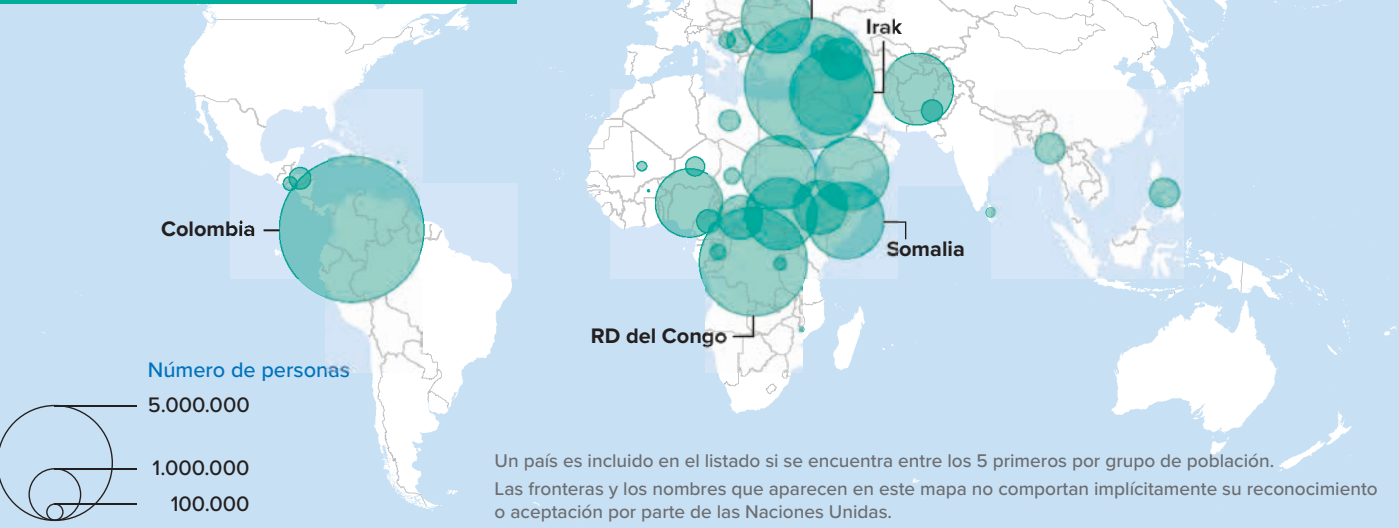 Irak
Colombia
Somalia
RD del Congo
Número de personas
5.000.000
1.000.000
100.000
Un país es incluido en el listado si se encuentra entre los 5 primeros por grupo de población.
Las fronteras y los nombres que aparecen en este mapa no comportan implícitamente su reconocimiento
o aceptación por parte de las Naciones Unidas.